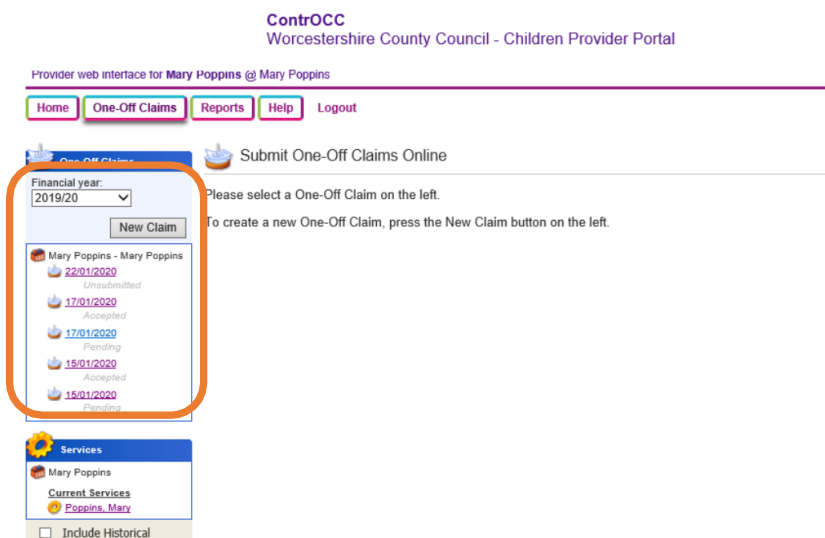 ContrOCC
Worcestershire County Council - Children Provider Portal
Provider web interface for Mary Poppins @ Mary Poppins
Home One-Off Claims Reports Help Logout
One-Off Claims
Submit One-Off Claims Online
Financial year:
2019/20
New Claim
Please select a One-Off Claim on the left.
To create a new One-Off Claim, press the New Claim button on the left.
Mary Poppins - Mary Poppins
22/01/2020
Unsubmitted
17/01/2020
Accepted
17/01/2020
Pending
15/01/2020
Accepted
15/01/2020
Pending
Services
Mary Poppins
Current Services
Poppins, Mary
Include Historical